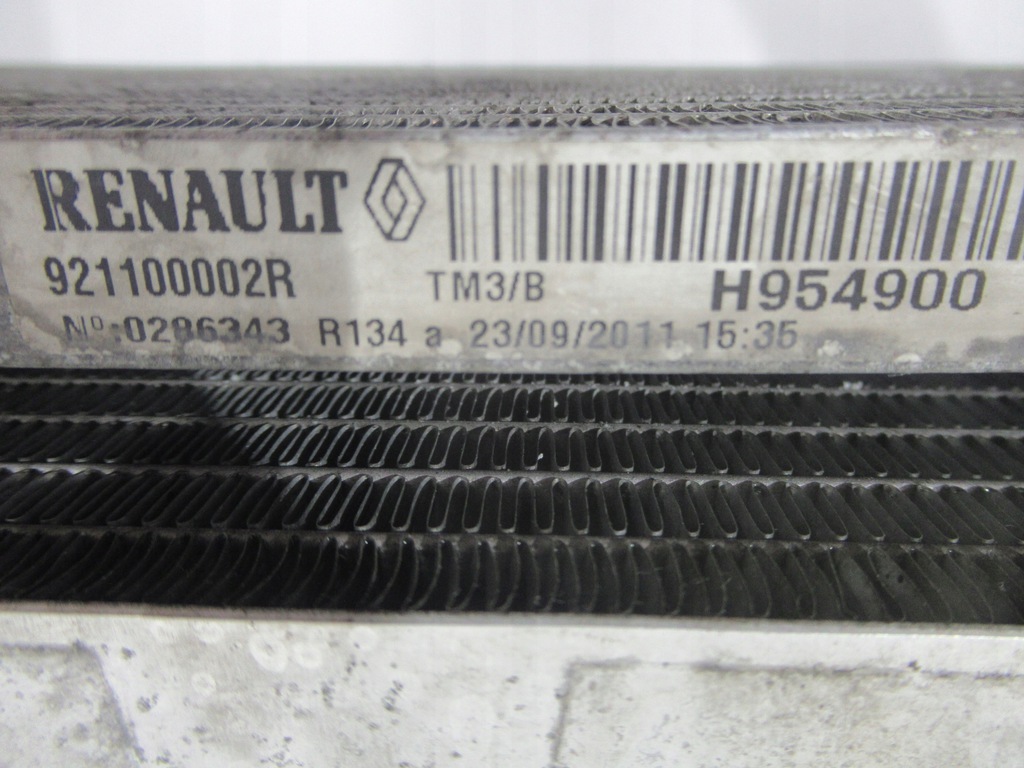 RENAULT
921100002R TM3/B H954900
Nº:0286343 R134 a 23/09/2011 15:35